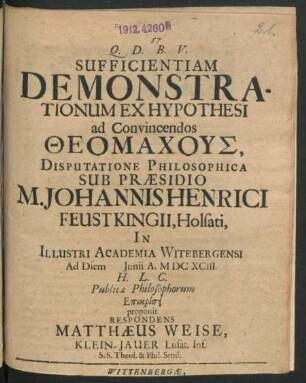 1912.4260
21.
17
Q. D. B. V.
SUFFICIENTIAM
DEMONSTRA-
TIONUM EX HYPOTHESI
ad Convincendos
ΘΕΟΜΑΧΟΥΣ,
DISPUTATIONE PHILOSOPHICA
SUB PRÆSIDIO
M. JOHANNIS HENRICI
FEUSTKINGII, Holsati,
IN
ILLUSTRI ACADEMIA WITEBERGENSI
Ad Diem Junii A. M DC XCIII.
H. L. C.
Publicæ Philosophorum
proponit
RESPONDENS
MATTHÆUS WEISE,
KLEIN-JAUER Lusat. Inf.
S.S. Theol. & Phil. Stud.
WITTENBERGÆ,